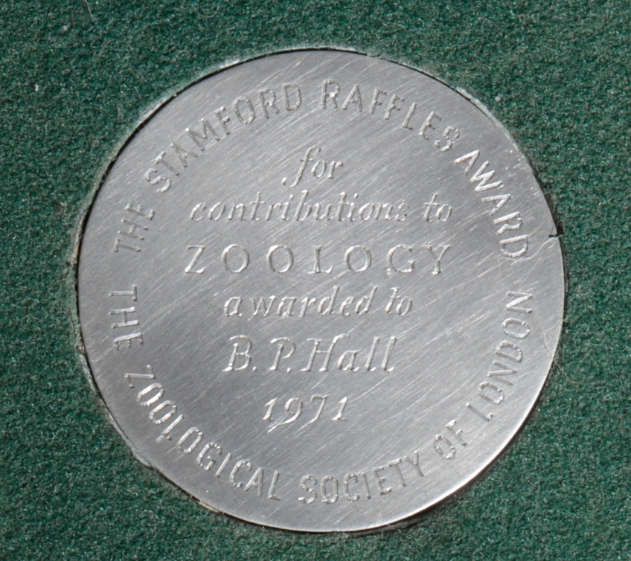 THE STAMFORD RAFFLES AWARD
for
contributions to
ZOOLOGY
awarded to
B.P. Hall
1971
THE ZOOLOGICAL SOCIETY OF LONDON